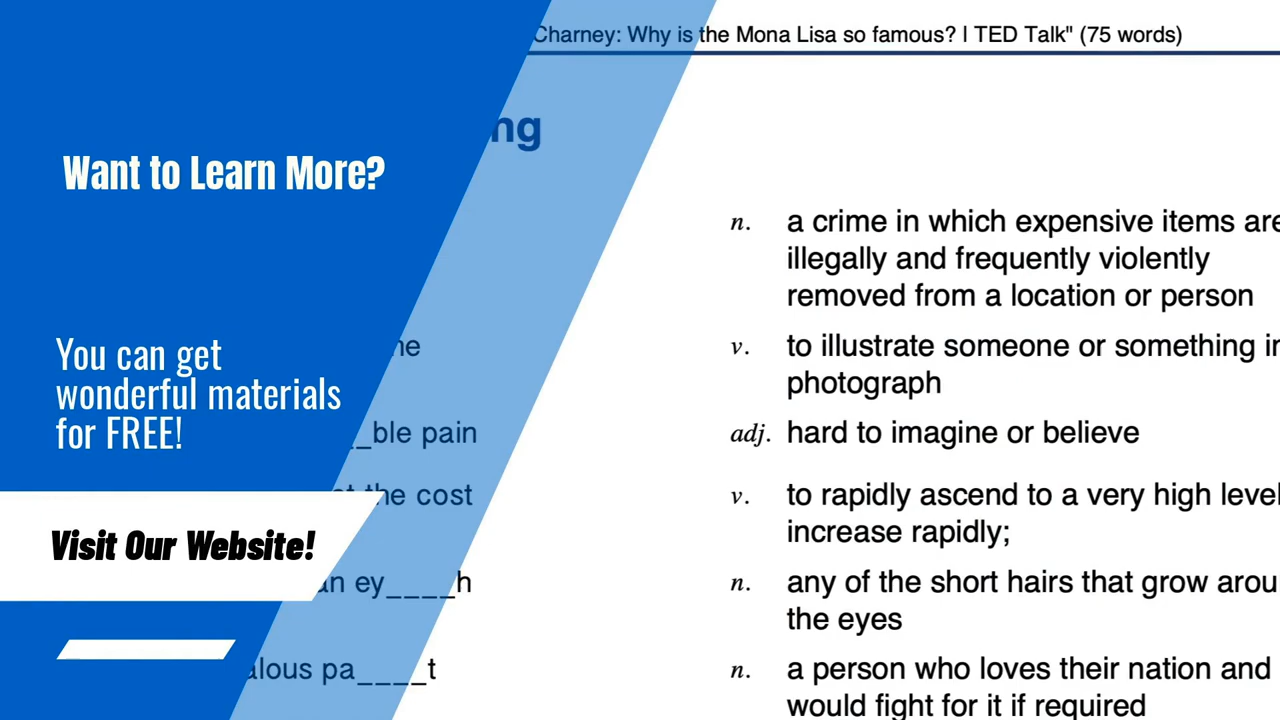 Charney: Why is the Mona Lisa so famous? | TED Talk" (75 words)
Want to Learn More?
You can get
wonderful materials
for FREE!
Visit Our Website!
ng
n. a crime in which expensive items are
illegally and frequently violently
removed from a location or person
he
v. to illustrate someone or something in
photograph
__ble pain
adj. hard to imagine or believe
the cost
v. to rapidly ascend to a very high level
increase rapidly;
an ey____h
n. any of the short hairs that grow arou
the eyes
alous pa____t
n. a person who loves their nation and
would fight for it if required